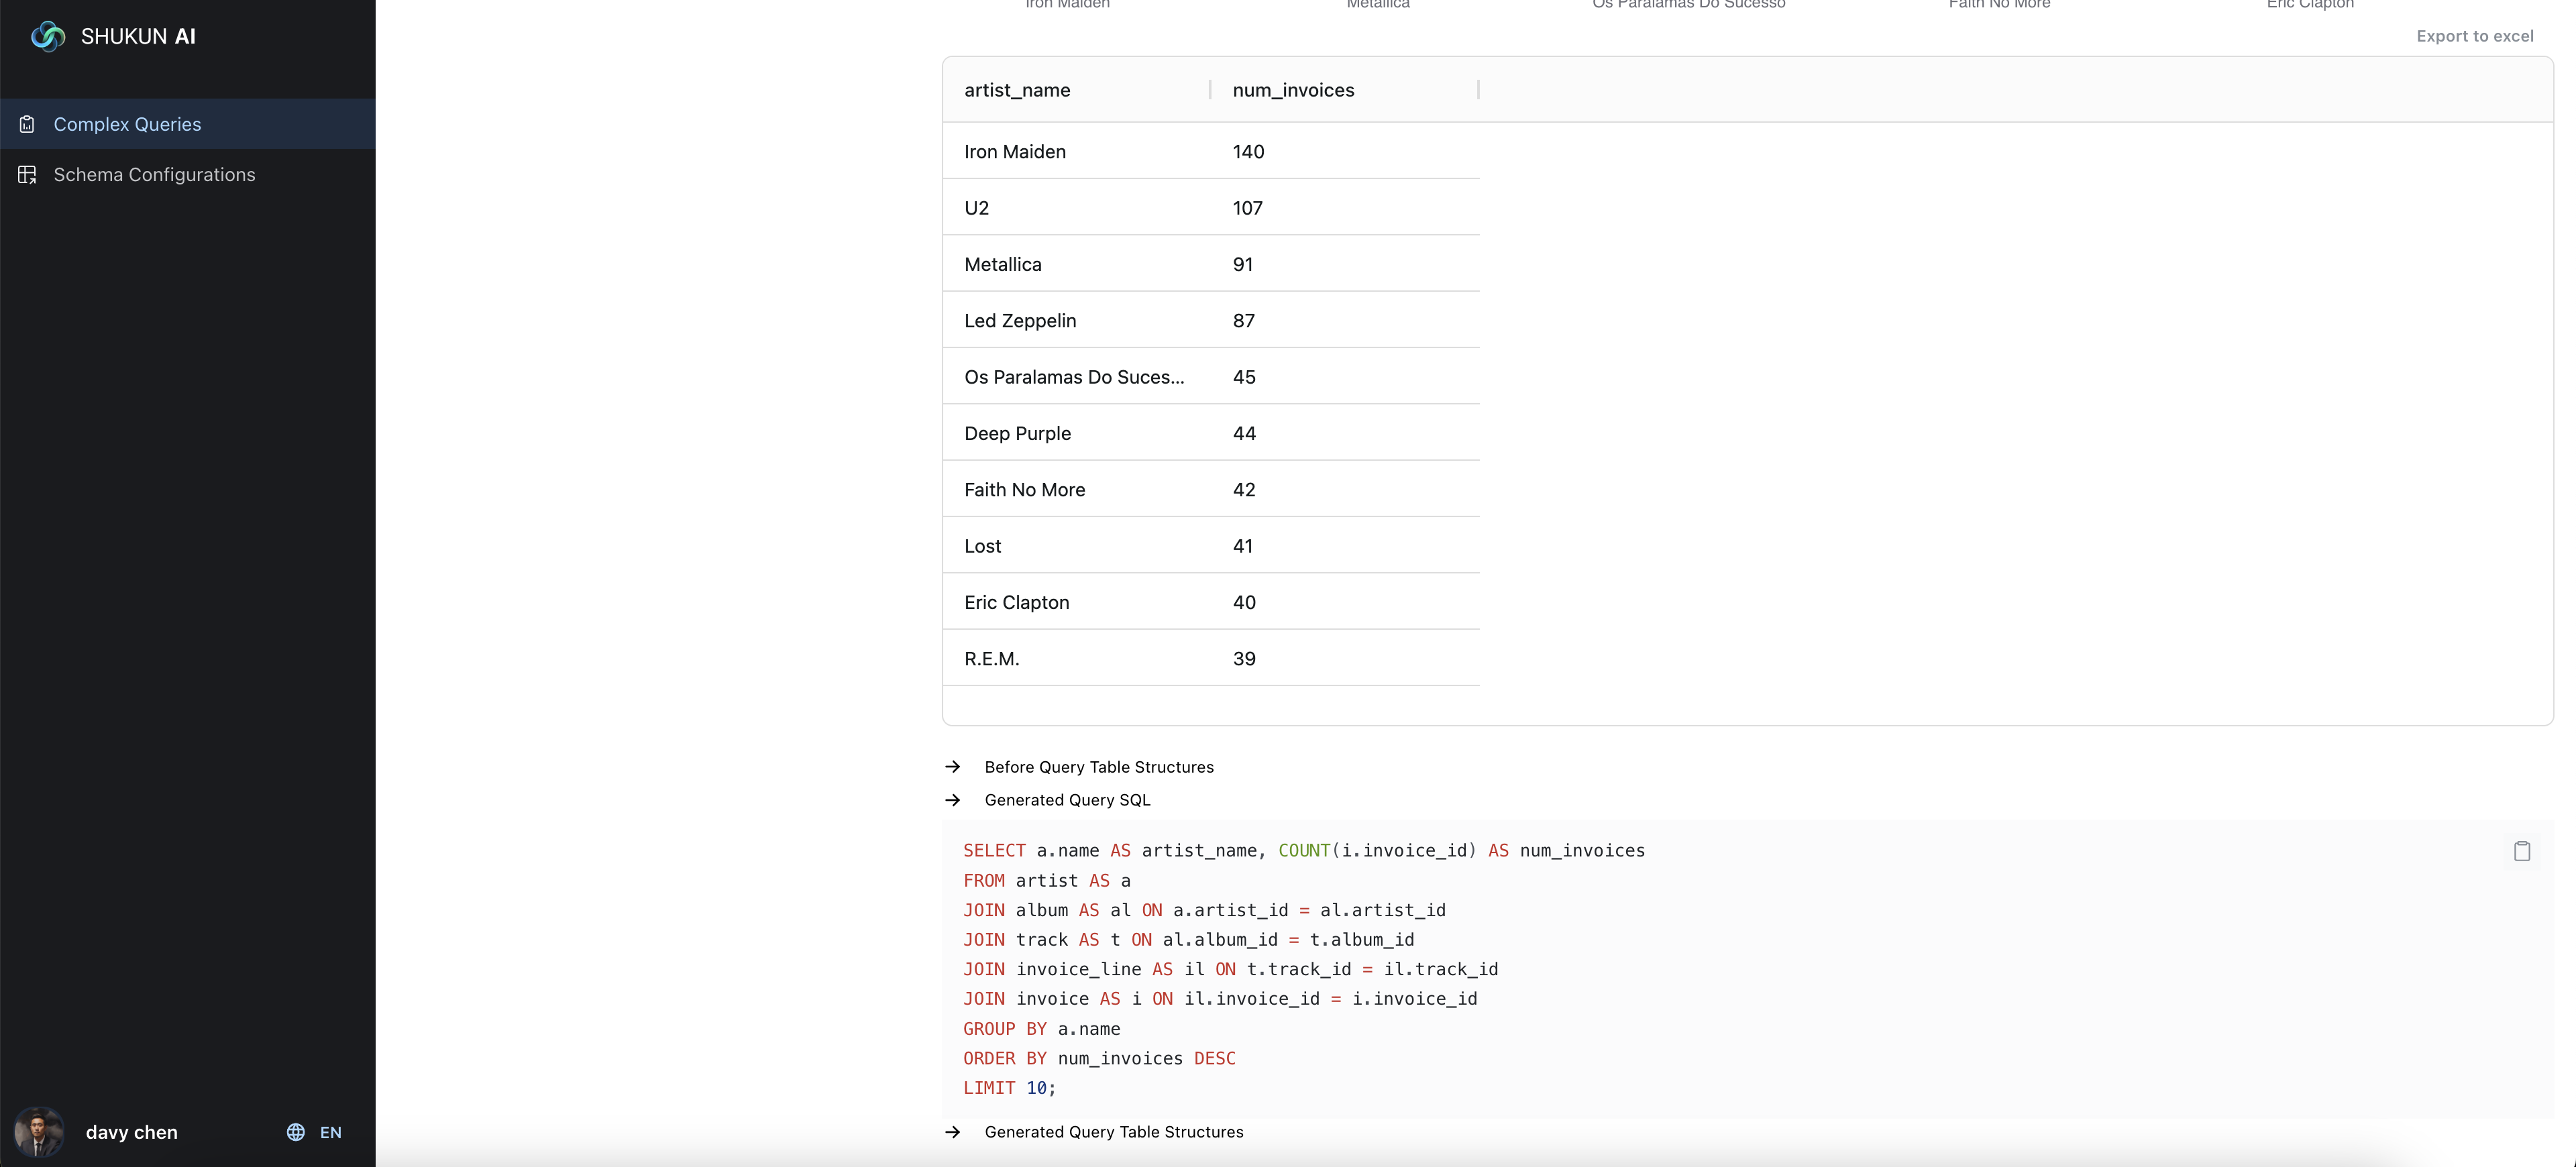 SHUKUN AI
Complex Queries
Schema Configurations
davy chen
EN
Iron Maiden Metallica Os Paralamas Do Sucesso Faith No More Eric Clapton
Export to excel
artist_name num_invoices
Iron Maiden 140
U2 107
Metallica 91
Led Zeppelin 87
Os Paralamas Do Suces... 45
Deep Purple 44
Faith No More 42
Lost 41
Eric Clapton 40
R.E.M. 39
Before Query Table Structures
Generated Query SQL
SELECT a.name AS artist_name, COUNT(i.invoice_id) AS num_invoices
FROM artist AS a
JOIN album AS al ON a.artist_id = al.artist_id
JOIN track AS t ON al.album_id = t.album_id
JOIN invoice_line AS il ON t.track_id = il.track_id
JOIN invoice AS i ON il.invoice_id = i.invoice_id
GROUP BY a.name
ORDER BY num_invoices DESC
LIMIT 10;
Generated Query Table Structures